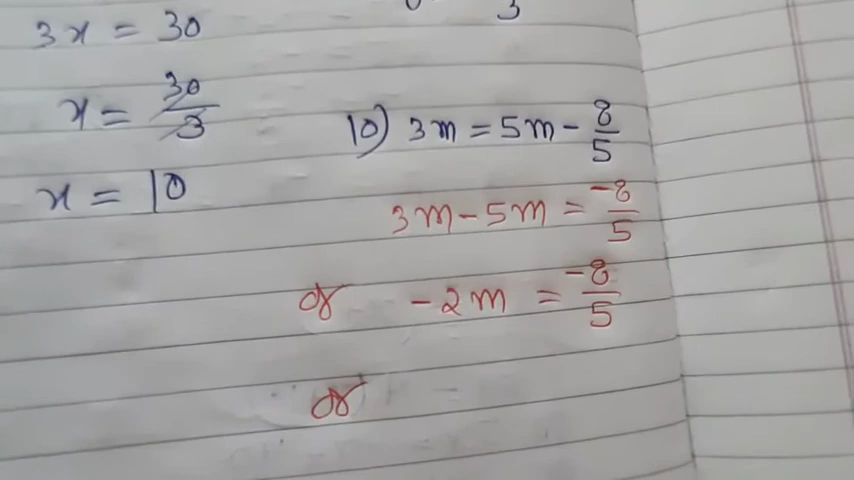 3x = 30
x = 30/3
x = 10
3
10) 3m = 5m - 8/5
3m - 5m = -8/5
or -2m = -8/5
or